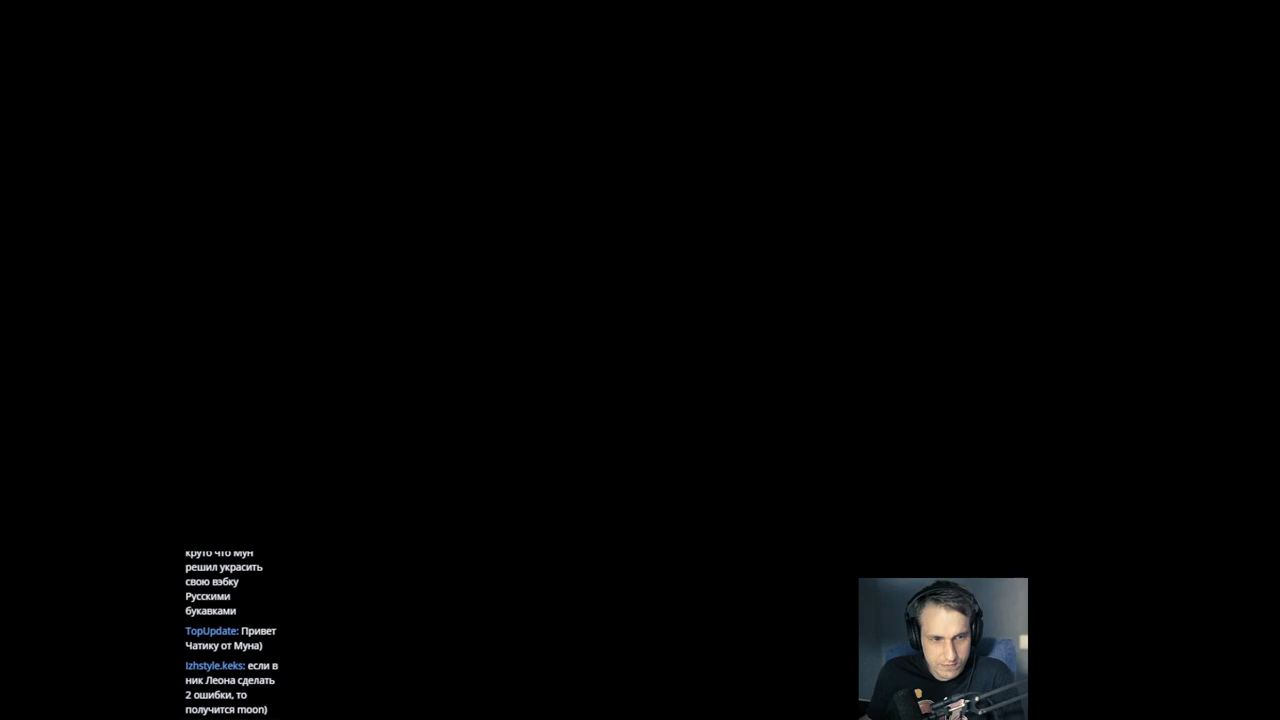 круто что Мун
решил украсить
свою вэбку
Русскими
букавками
TopUpdate: Привет
Чатику от Муна)
Izhstyle.keks: если в
ник Леона сделать
2 ошибки, то
получится moon)